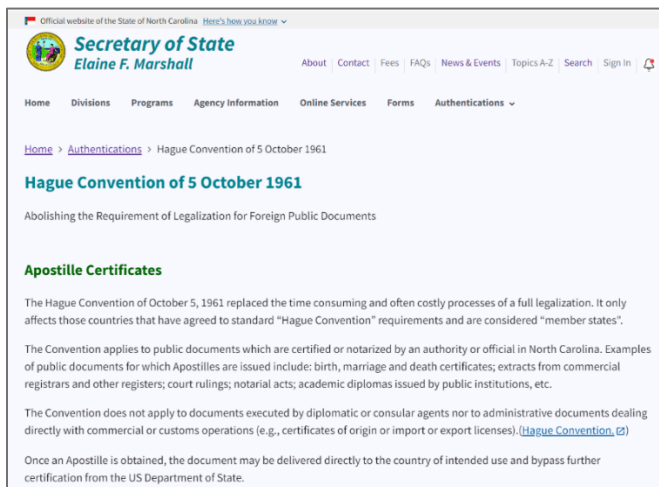 Official website of the State of North Carolina Here's how you know
Secretary of State
Elaine F. Marshall
About Contact Fees FAQs News & Events Topics A-Z Search Sign In
Home Divisions Programs Agency Information Online Services Forms Authentications
Home > Authentications > Hague Convention of 5 October 1961
Hague Convention of 5 October 1961
Abolishing the Requirement of Legalization for Foreign Public Documents
Apostille Certificates
The Hague Convention of October 5, 1961 replaced the time consuming and often costly processes of a full legalization. It only
affects those countries that have agreed to standard “Hague Convention” requirements and are considered “member states”.
The Convention applies to public documents which are certified or notarized by an authority or official in North Carolina. Examples
of public documents for which Apostilles are issued include: birth, marriage and death certificates; extracts from commercial
registrars and other registers; court rulings; notarial acts; academic diplomas issued by public institutions, etc.
The Convention does not apply to documents executed by diplomatic or consular agents nor to administrative documents dealing
directly with commercial or customs operations (e.g., certificates of origin or import or export licenses).(Hague Convention.)
Once an Apostille is obtained, the document may be delivered directly to the country of intended use and bypass further
certification from the US Department of State.